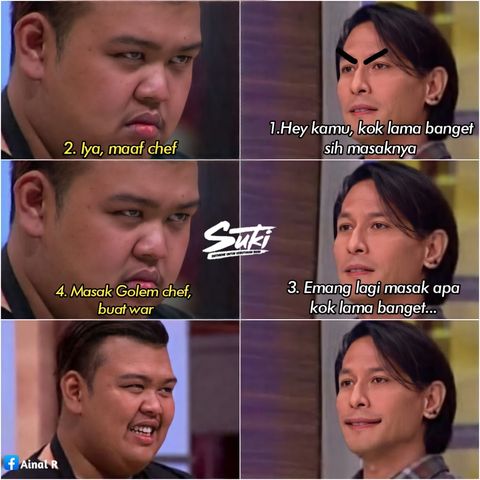 1.Hey kamu, kok lama banget
sih masaknya
2. Iya, maaf chef
3. Emang lagi masak apa
kok lama banget...
4. Masak Golem chef,
buat war
Suki
Ainal R